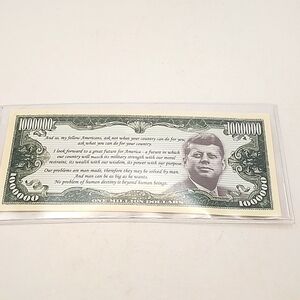 1000000
1000000
And so, my fellow Americans, ask not what your country can do for you
ask what you can do for your country.
I look forward to a great future for America - a future in which
our country will match its military strength with our moral
restraint, its wealth with our wisdom, its power with our purpose
Our problems are man made, therefore they may be solved by man.
And man can be as big as he wants.
No problem of human destiny is beyond human beings.
1000000
1000000
ONE MILLION DOLLARS